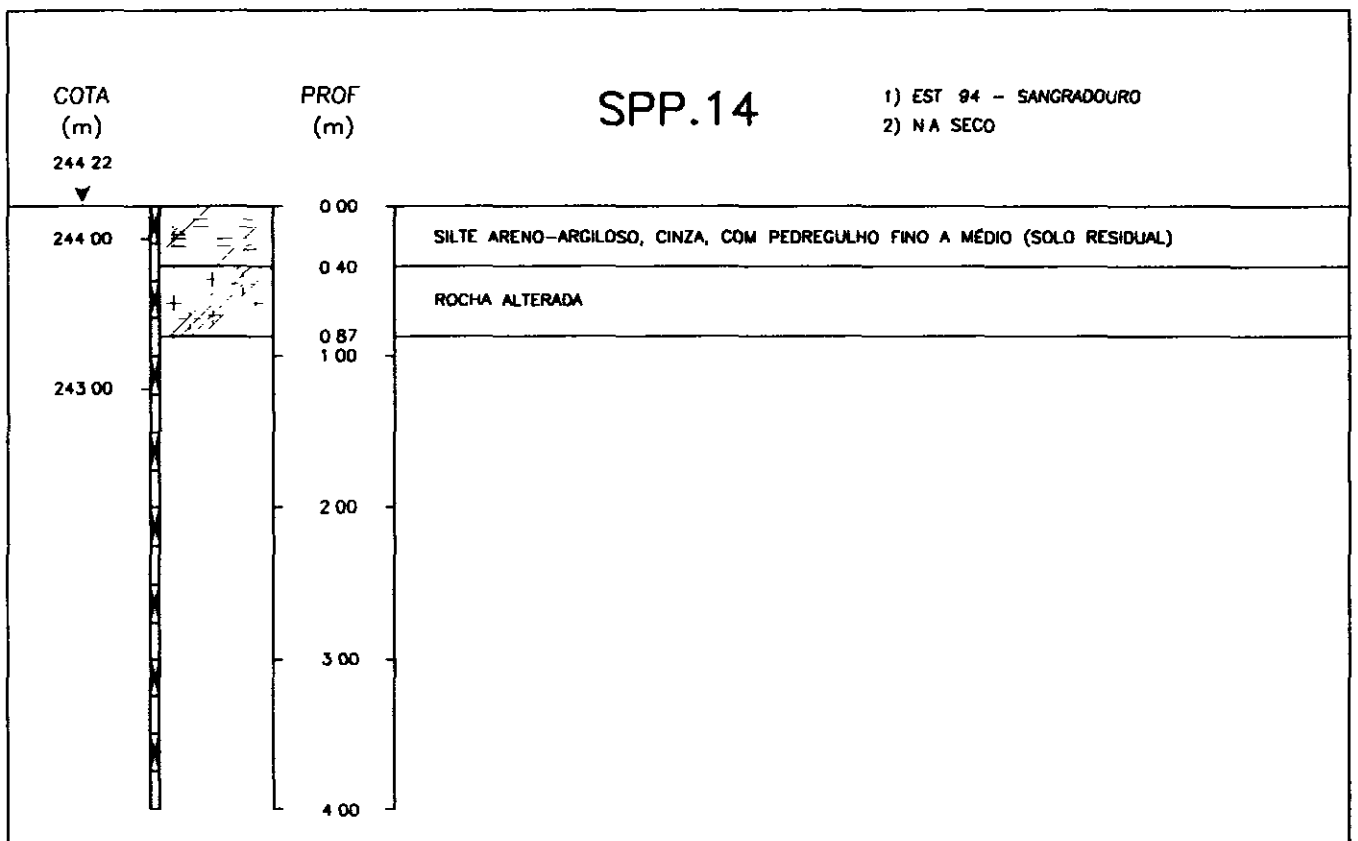 COTA
(m)
244 22
PROF
(m)
SPP.14
1) EST 94 - SANGRADOURO
2) N A SECO
0 00
244 00
SILTE ARENO-ARGILOSO, CINZA, COM PEDREGULHO FINO A MÉDIO (SOLO RESIDUAL)
0 40
ROCHA ALTERADA
0 87
1 00
243 00
2 00
3 00
4 00